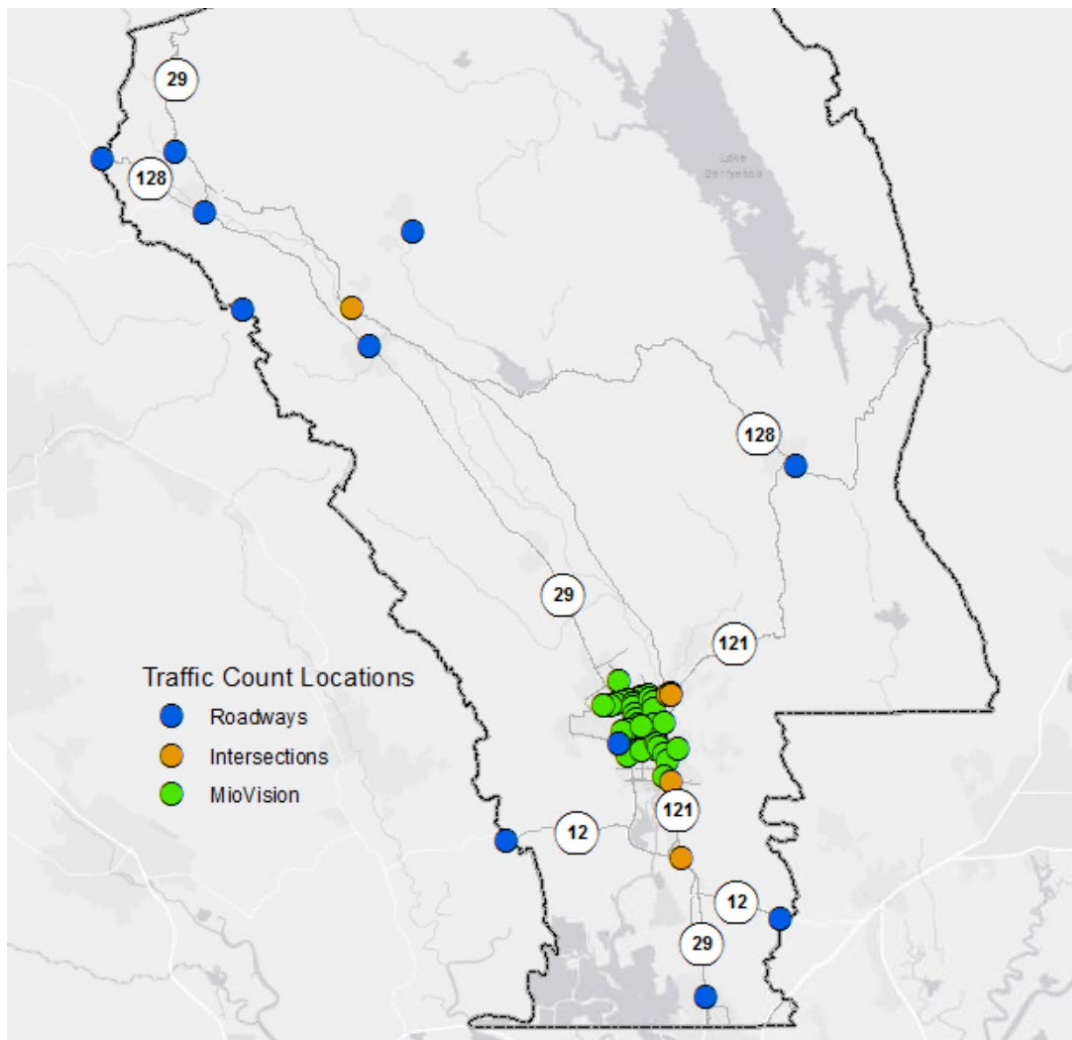 29
128
Lake
Berryessa
128
29
121
Traffic Count Locations
Roadways
Intersections
MioVision
121
12
12
29